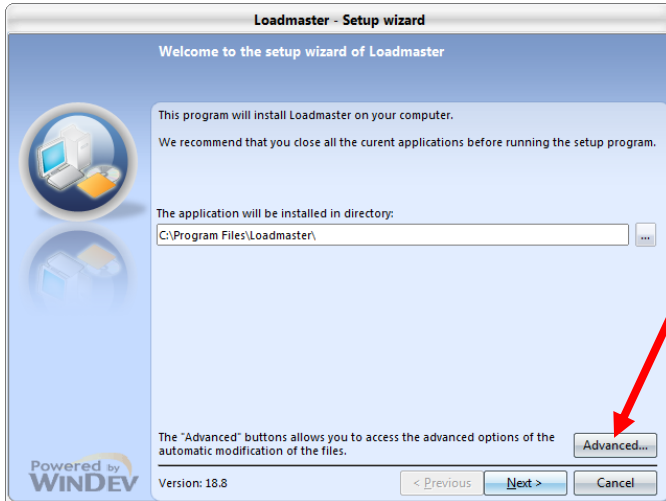 Loadmaster - Setup wizard
Welcome to the setup wizard of Loadmaster
This program will install Loadmaster on your computer.
We recommend that you close all the curent applications before running the setup program.
The application will be installed in directory:
C:\Program Files\Loadmaster\
...
The "Advanced" buttons allows you to access the advanced options of the
automatic modification of the files.
Advanced...
Powered by
WINDEV
Version: 18.8
< Previous
Next >
Cancel